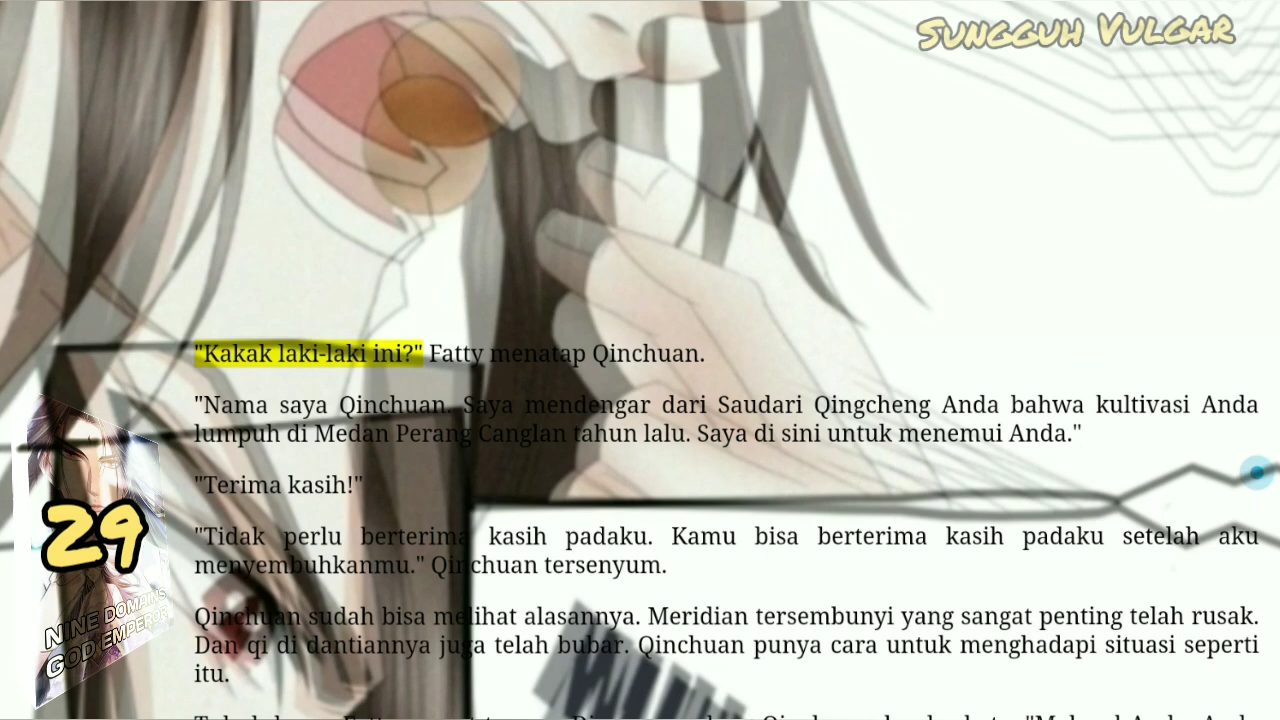 Sungguh Vulgar
"Kakak laki-laki ini?" Fatty menatap Qinchuan.
"Nama saya Qinchuan. Saya mendengar dari Saudari Qingcheng Anda bahwa kultivasi Anda
lumpuh di Medan Perang Canglan tahun lalu. Saya di sini untuk menemui Anda."
"Terima kasih!"
"Tidak perlu berterima kasih padaku. Kamu bisa berterima kasih padaku setelah aku
menyembuhkanmu." Qinchuan tersenyum.
29
NINE DOMAINS
GOD EMPEROR
Qinchuan sudah bisa melihat alasannya. Meridian tersembunyi yang sangat penting telah rusak.
Dan qi di dantiannya juga telah bubar. Qinchuan punya cara untuk menghadapi situasi seperti
itu.